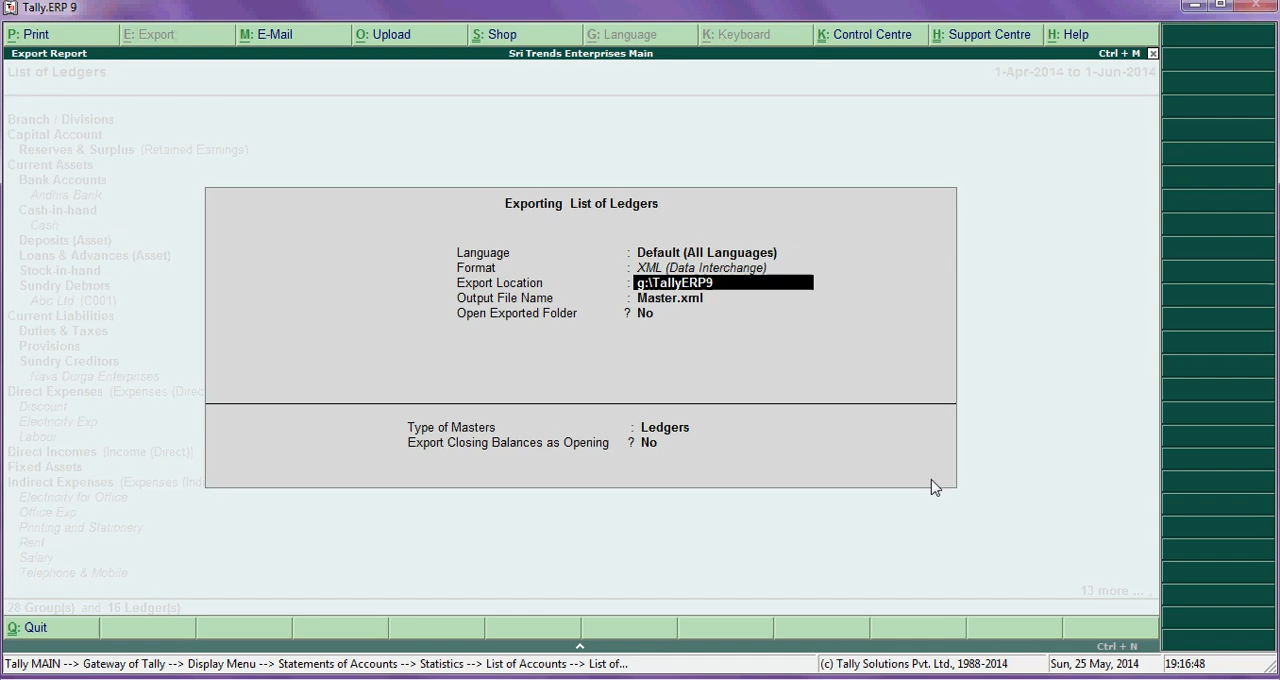 Tally.ERP 9
P: Print
E: Export
M: E-Mail
O: Upload
S: Shop
G: Language
K: Keyboard
K: Control Centre
H: Support Centre
H: Help
Export Report
Sri Trends Enterprises Main
Ctrl + M
List of Ledgers
1-Apr-2014 to 1-Jun-2014
Branch / Divisions
Capital Account
Reserves & Surplus (Retained Earnings)
Current Assets
Bank Accounts
Andhra Bank
Cash-in-hand
Cash
Deposits (Asset)
Loans & Advances (Asset)
Stock-in-hand
Sundry Debtors
Abc Ltd (C001)
Current Liabilities
Duties & Taxes
Provisions
Sundry Creditors
Nava Durga Enterprises
Direct Expenses (Expenses (Direc
Discount
Electricity Exp
Labour
Direct Incomes (Income (Direct))
Fixed Assets
Indirect Expenses (Expenses (Indi
Electricity for Office
Office Exp
Printing and Stationery
Rent
Salary
Telephone & Mobile
13 more ...
28 Group(s) and 16 Ledger(s)
Exporting List of Ledgers
Language : Default (All Languages)
Format : XML (Data Interchange)
Export Location : g:\TallyERP9
Output File Name : Master.xml
Open Exported Folder ? No
Type of Masters : Ledgers
Export Closing Balances as Opening ? No
Q: Quit
Ctrl + N
Tally MAIN --> Gateway of Tally --> Display Menu --> Statements of Accounts --> Statistics --> List of Accounts --> List of...
(c) Tally Solutions Pvt. Ltd., 1988-2014
Sun, 25 May, 2014
19:16:48